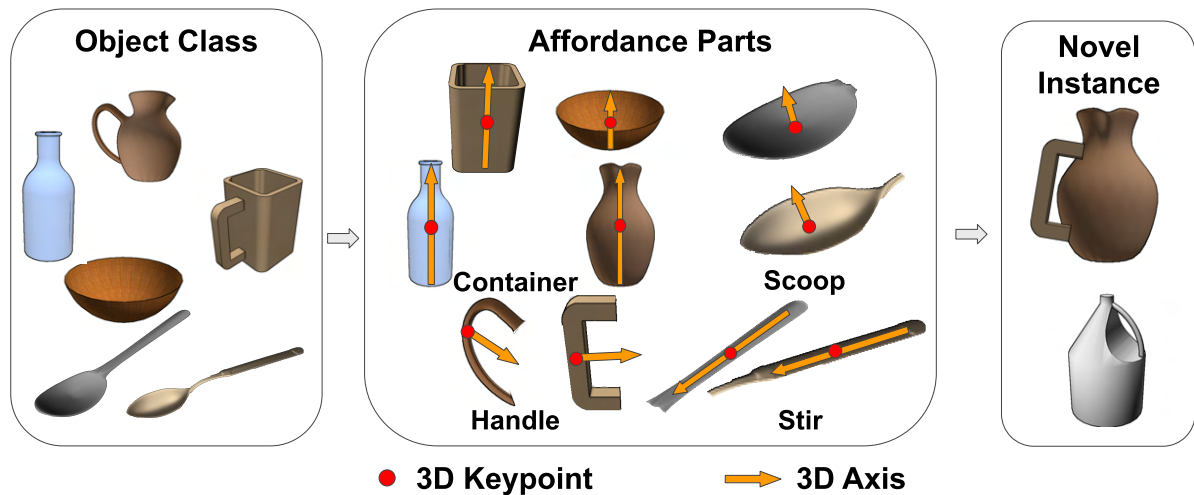 Object Class
Affordance Parts
Novel
Instance
Container
Scoop
Handle
Stir
3D Keypoint
3D Axis